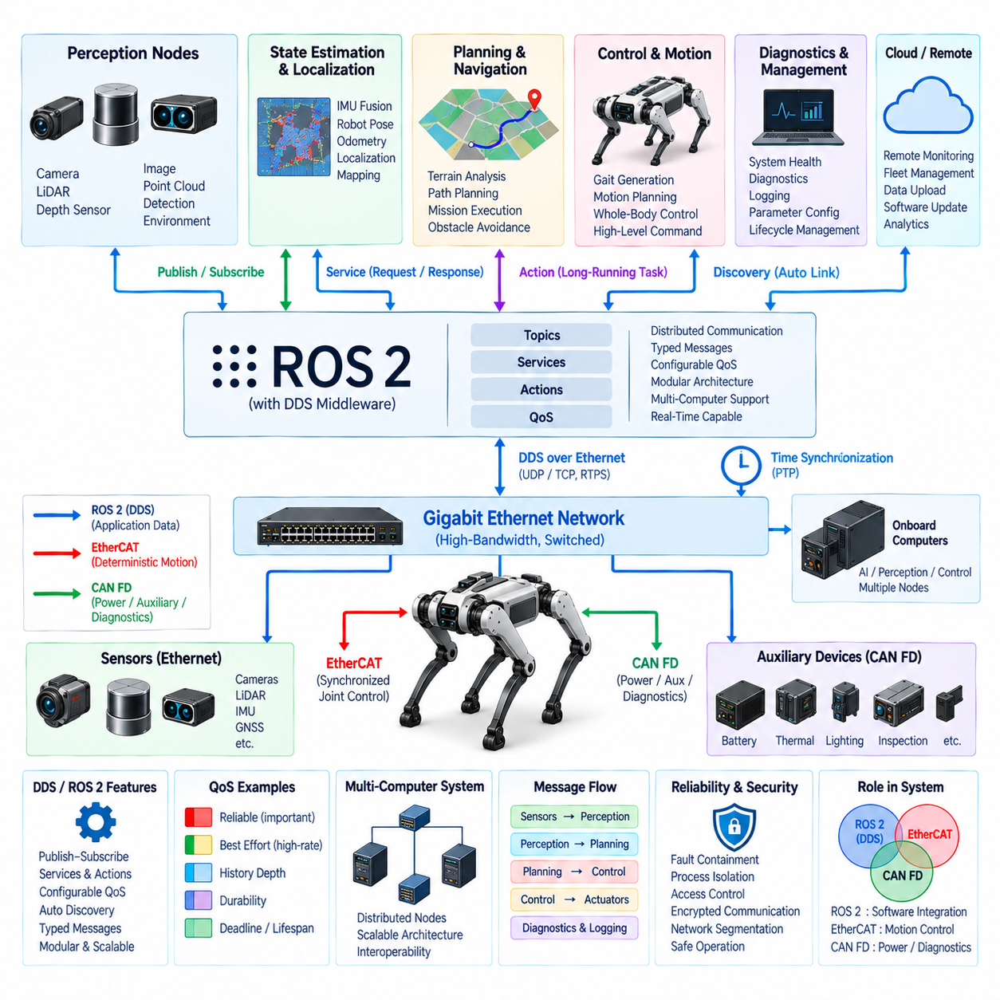 Perception Nodes
Camera
LiDAR
Depth Sensor
Image
Point Cloud
Detection
Environment
State Estimation
& Localization
IMU Fusion
Robot Pose
Odometry
Localization
Mapping
Planning &
Navigation
Terrain Analysis
Path Planning
Mission Execution
Obstacle Avoidance
Control & Motion
Gait Generation
Motion Planning
Whole-Body Control
High-Level Command
Diagnostics &
Management
System Health
Diagnostics
Logging
Parameter Config
Lifecycle Management
Cloud / Remote
Remote Monitoring
Fleet Management
Data Upload
Software Update
Analytics
Publish / Subscribe
Service (Request / Response)
Action (Long-Running Task)
Discovery (Auto Link)
ROS 2
(with DDS Middleware)
Topics
Services
Actions
QoS
Distributed Communication
Typed Messages
Configurable QoS
Modular Architecture
Multi-Computer Support
Real-Time Capable
DDS over Ethernet
(UDP / TCP, RTPS)
Time Synchronization
(PTP)
ROS 2 (DDS)
(Application Data)
EtherCAT
(Deterministic Motion)
CAN FD
(Power / Auxiliary /
Diagnostics)
Gigabit Ethernet Network
(High-Bandwidth, Switched)
Onboard
Computers
AI / Perception / Control
Multiple Nodes
Sensors (Ethernet)
Cameras
LiDAR
IMU
GNSS
etc.
EtherCAT
(Synchronized
Joint Control)
CAN FD
(Power / Aux /
Diagnostics)
Auxiliary Devices (CAN FD)
Battery
Thermal
Lighting
Inspection
etc.
DDS / ROS 2 Features
Publish-Subscribe
Services & Actions
Configurable QoS
Auto Discovery
Typed Messages
Modular & Scalable
QoS Examples
Reliable (important)
Best Effort (high-rate)
History Depth
Durability
Deadline / Lifespan
Multi-Computer System
Distributed Nodes
Scalable Architecture
Interoperability
Message Flow
Sensors → Perception
Perception → Planning
Planning → Control
Control → Actuators
Diagnostics & Logging
Reliability & Security
Fault Containment
Process Isolation
Access Control
Encrypted Communication
Network Segmentation
Safe Operation
Role in System
ROS 2
(DDS)
EtherCAT
CAN FD
ROS 2 : Software Integration
EtherCAT : Motion Control
CAN FD : Power / Diagnostics